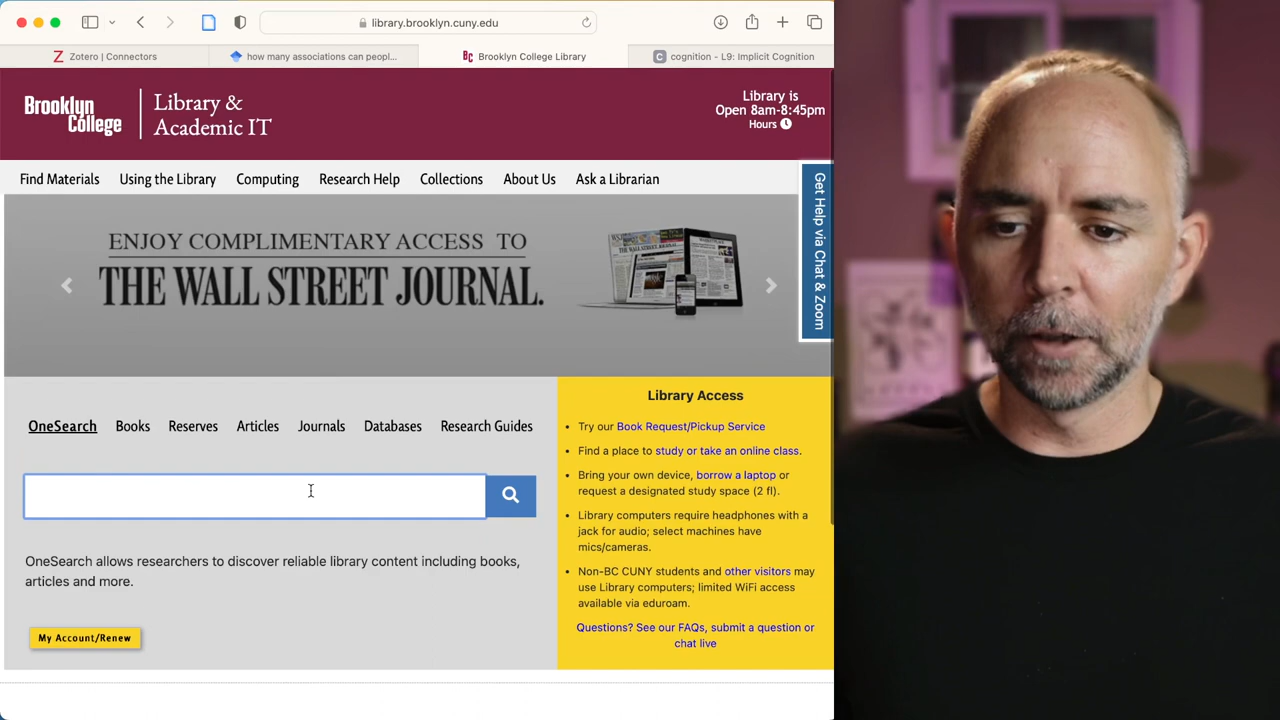 library.brooklyn.cuny.edu
Zotero | Connectors
how many associations can peopl...
Brooklyn College Library
cognition - L9: Implicit Cognition
Brooklyn College
Library & Academic IT
Library is
Open 8am-8:45pm
Hours
Find Materials
Using the Library
Computing
Research Help
Collections
About Us
Ask a Librarian
ENJOY COMPLIMENTARY ACCESS TO
THE WALL STREET JOURNAL.
Get Help via Chat & Zoom
OneSearch
Books
Reserves
Articles
Journals
Databases
Research Guides
OneSearch allows researchers to discover reliable library content including books,
articles and more.
My Account/Renew
Library Access
Try our Book Request/Pickup Service
Find a place to study or take an online class.
Bring your own device, borrow a laptop or
request a designated study space (2 fl).
Library computers require headphones with a
jack for audio; select machines have
mics/cameras.
Non-BC CUNY students and other visitors may
use Library computers; limited WiFi access
available via eduroam.
Questions? See our FAQs, submit a question or
chat live